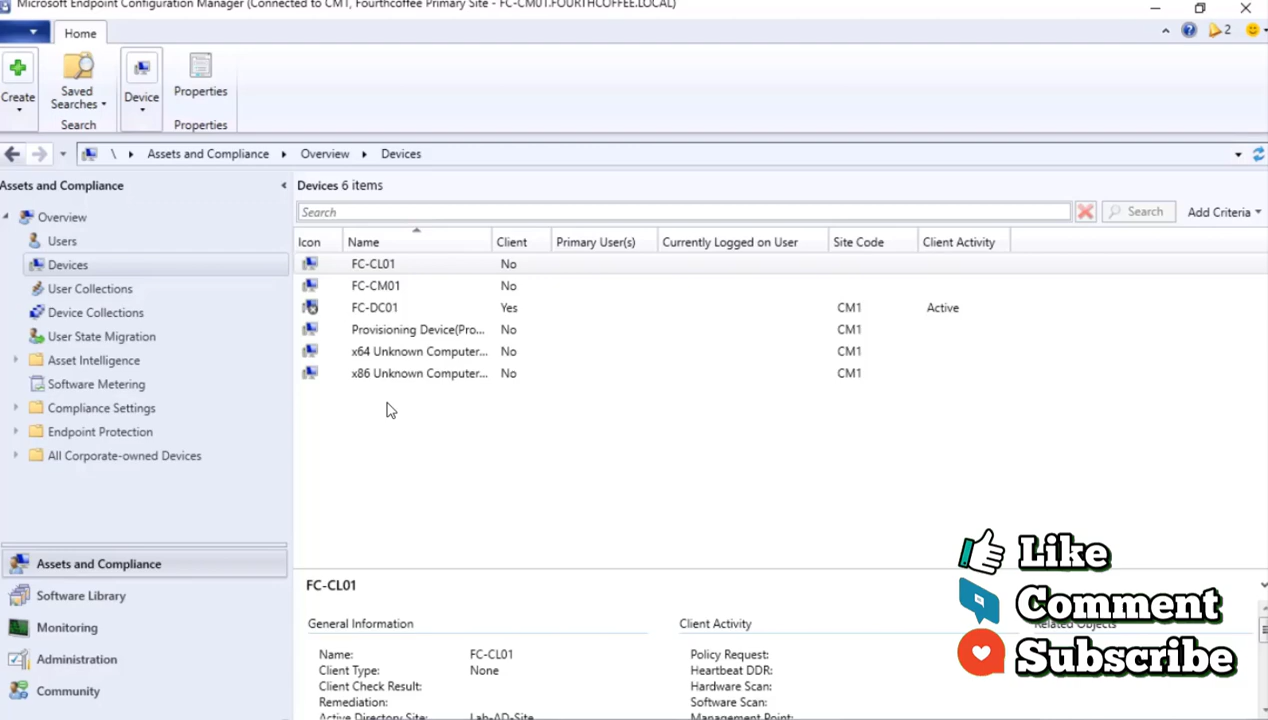 Microsoft Endpoint Configuration Manager (Connected to CM1, Fourthcoffee Primary Site - FC-CM01.FOURTHCOFFEE.LOCAL)
Home
2
Create
Saved Searches
Device
Properties
Search
Properties
\ Assets and Compliance Overview Devices
Assets and Compliance
Overview
Users
Devices
User Collections
Device Collections
User State Migration
Asset Intelligence
Software Metering
Compliance Settings
Endpoint Protection
All Corporate-owned Devices
Assets and Compliance
Software Library
Monitoring
Administration
Community
Devices 6 items
Search
Search
Add Criteria
Icon Name Client Primary User(s) Currently Logged on User Site Code Client Activity
FC-CL01 No
FC-CM01 No
FC-DC01 Yes CM1 Active
Provisioning Device(Pro... No CM1
x64 Unknown Computer... No CM1
x86 Unknown Computer... No CM1
FC-CL01
General Information
Name: FC-CL01
Client Type: None
Client Check Result:
Remediation:
Active Directory Site: Lab-AD-Site
Client Activity
Policy Request:
Heartbeat DDR:
Hardware Scan:
Software Scan:
Management Point:
Related Objects
Like
Comment
Subscribe